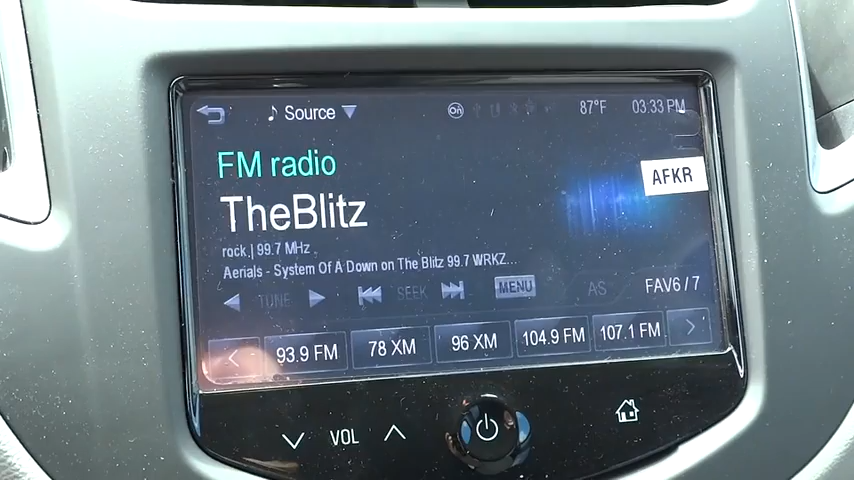 Source
On
87°F
03:33 PM
FM radio
AFKR
TheBlitz
rock | 99.7 MHz
Aerials - System Of A Down on The Blitz 99.7 WRKZ...
TUNE
SEEK
MENU
AS
FAV6 / 7
93.9 FM
78 XM
96 XM
104.9 FM
107.1 FM
VOL